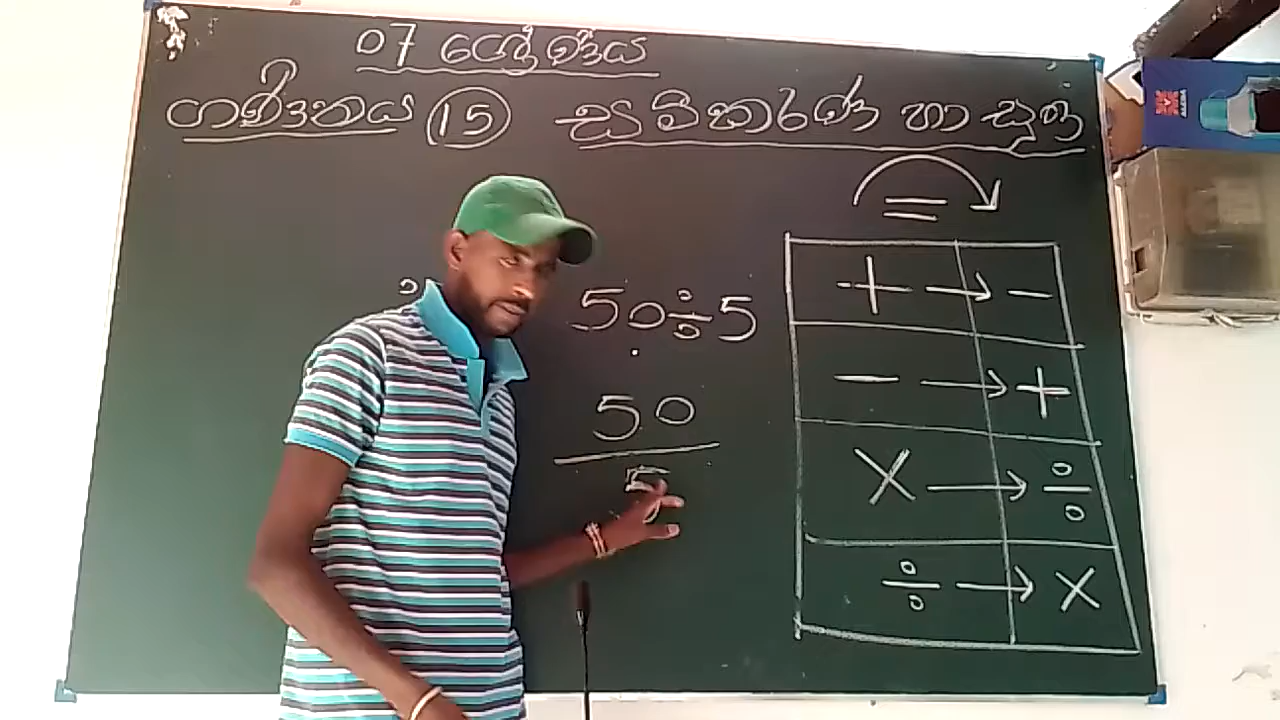 07 ශ්‍රේණිය
ගණිතය 15 සමීකරණ හා සූත්‍ර
=
50÷5
50
5
+ → −
− → +
× → ÷
÷ → ×